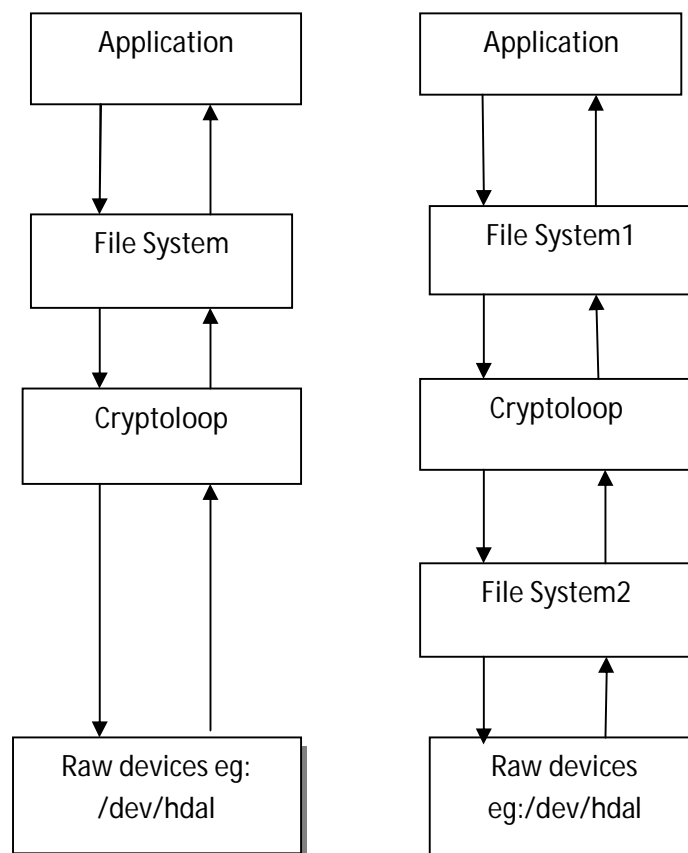 Application
File System
Cryptoloop
Raw devices eg:
/dev/hdal
Application
File System1
Cryptoloop
File System2
Raw devices
eg:/dev/hdal